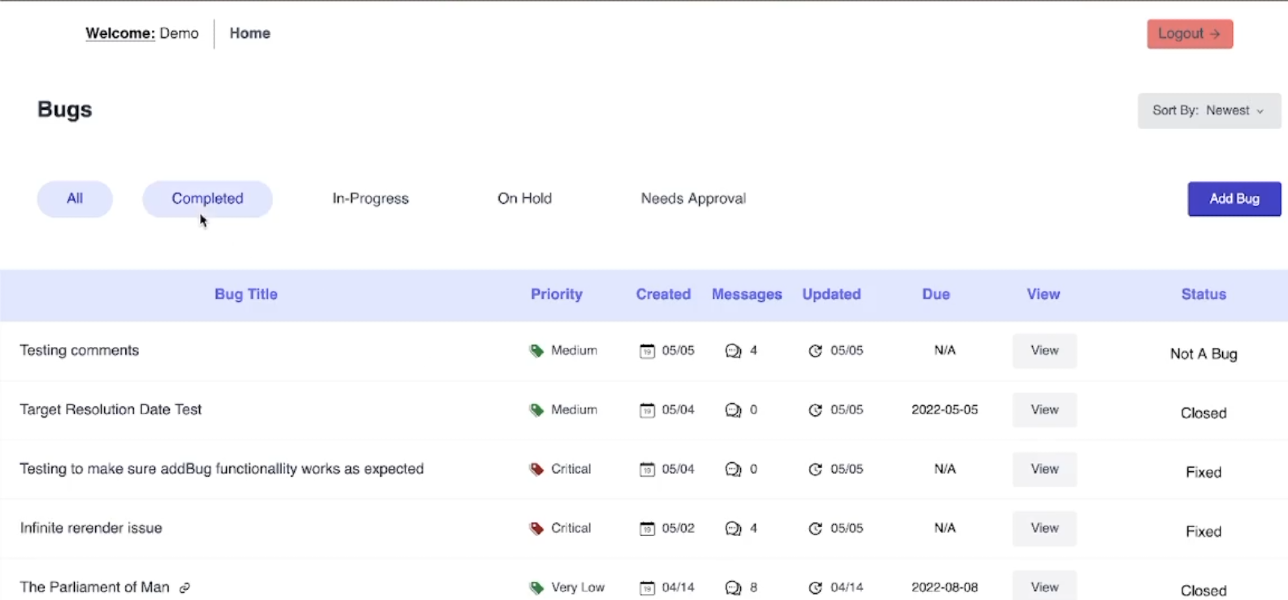 Welcome: Demo Home Logout →
Bugs
Sort By: Newest
All Completed In-Progress On Hold Needs Approval Add Bug
Bug Title Priority Created Messages Updated Due View Status
Testing comments Medium 05/05 4 05/05 N/A View Not A Bug
Target Resolution Date Test Medium 05/04 0 05/05 2022-05-05 View Closed
Testing to make sure addBug functionallity works as expected Critical 05/04 0 05/05 N/A View Fixed
Infinite rerender issue Critical 05/02 4 05/05 N/A View Fixed
The Parliament of Man Very Low 04/14 8 04/14 2022-08-08 View Closed